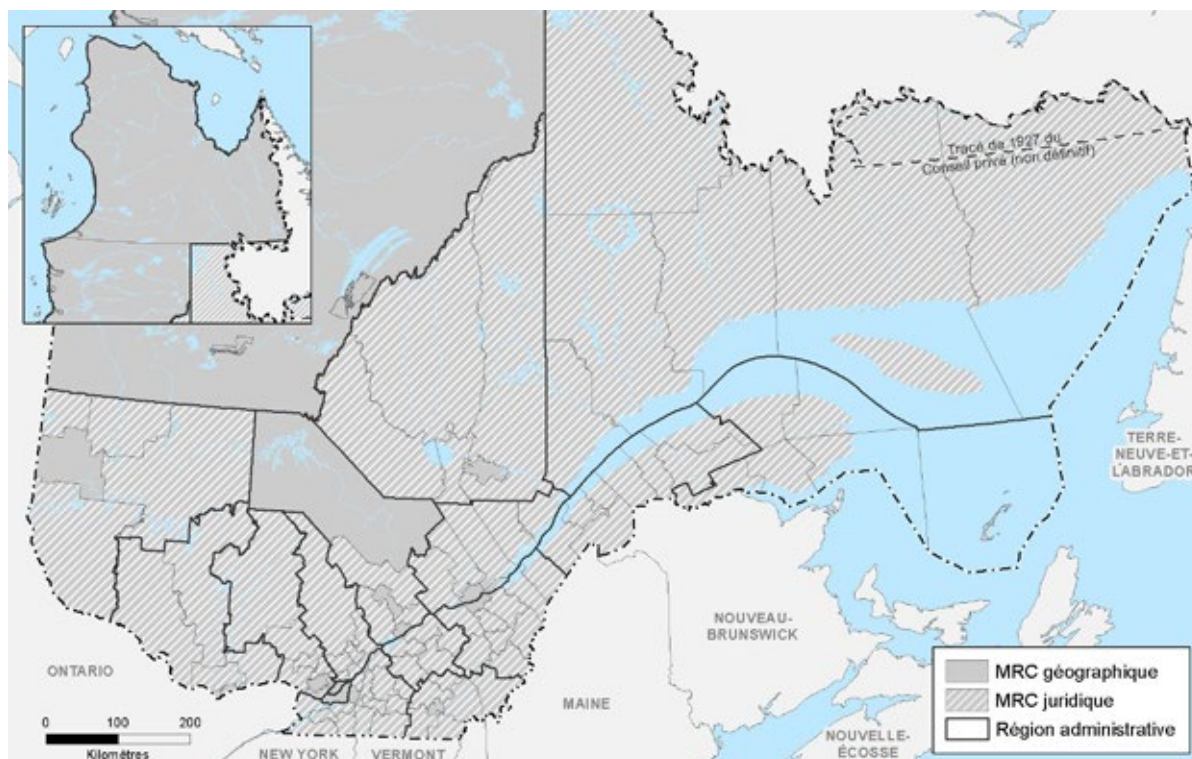 Tracé de 1927 du
Conseil privé (non définitif)
TERRE-
NEUVE-ET-
LABRADOR
NOUVEAU-
BRUNSWICK
ONTARIO
MAINE
NEW YORK
VERMONT
NOUVELLE-
ÉCOSSE
0 100 200
Kilomètres
MRC géographique
MRC juridique
Région administrative